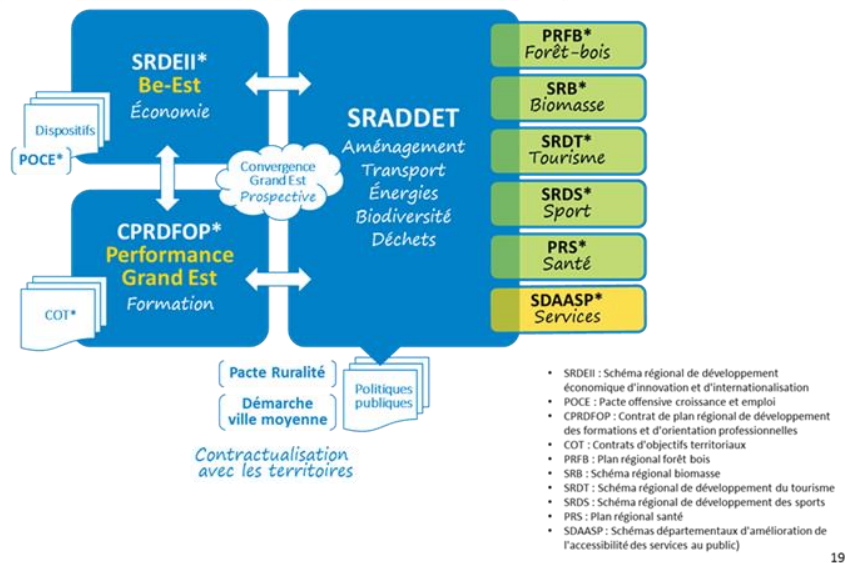 SRDEII*
Be-Est
Économie
Dispositifs
[POCE*]
CPRDFOP*
Performance
Grand Est
Formation
COT*
Convergence
Grand Est
Prospective
SRADDET
Aménagement
Transport
Énergies
Biodiversité
Déchets
PRFB*
Forêt-bois
SRB*
Biomasse
SRDT*
Tourisme
SRDS*
Sport
PRS*
Santé
SDAASP*
Services
[Pacte Ruralité]
[Démarche
ville moyenne]
Politiques
publiques
Contractualisation
avec les territoires
• SRDEII : Schéma régional de développement
économique d'innovation et d'internationalisation
• POCE : Pacte offensive croissance et emploi
• CPRDFOP : Contrat de plan régional de développement
des formations et d'orientation professionnelles
• COT : Contrats d'objectifs territoriaux
• PRFB : Plan régional forêt bois
• SRB : Schéma régional biomasse
• SRDT : Schéma régional de développement du tourisme
• SRDS : Schéma régional de développement des sports
• PRS : Plan régional santé
• SDAASP : Schémas départementaux d'amélioration de
l'accessibilité des services au public)
19